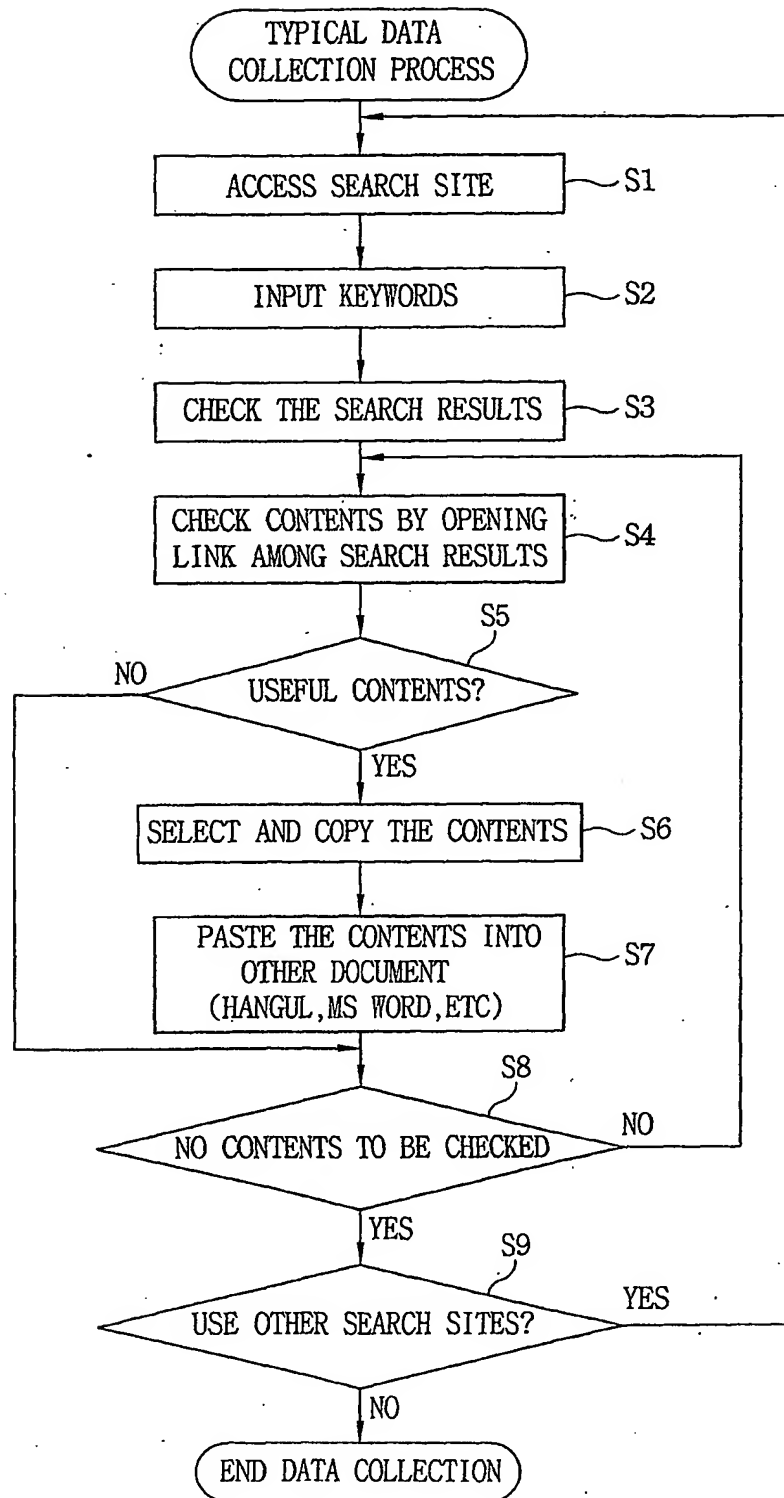 TYPICAL DATA
COLLECTION PROCESS
ACCESS SEARCH SITE
S1
INPUT KEYWORDS
S2
CHECK THE SEARCH RESULTS
S3
CHECK CONTENTS BY OPENING
LINK AMONG SEARCH RESULTS
S4
S5
NO
USEFUL CONTENTS?
YES
SELECT AND COPY THE CONTENTS
S6
PASTE THE CONTENTS INTO
OTHER DOCUMENT
(HANGUL,MS WORD,ETC)
S7
S8
NO CONTENTS TO BE CHECKED
NO
YES
S9
USE OTHER SEARCH SITES?
YES
NO
END DATA COLLECTION